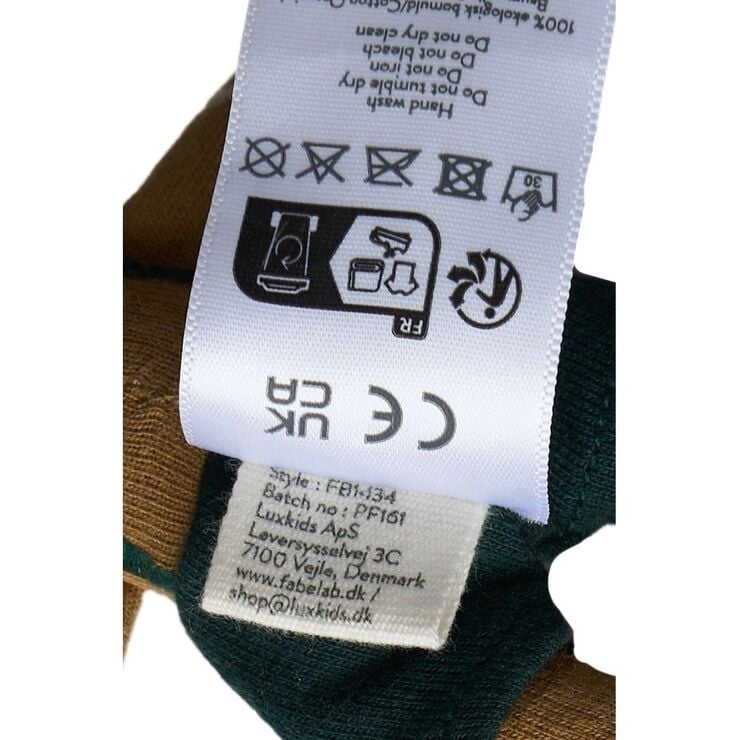 Hand wash
Do not tumble dry
Do not iron
Do not bleach
Do not dry clean
100% økologisk bomuld/Cotton
30
FR
CE
UK
CA
Style : FB1-134
Batch no : PF161
Luxkids ApS
Løversysselvej 3C
7100 Vejle, Denmark
www.fabelab.dk /
shop@luxkids.dk